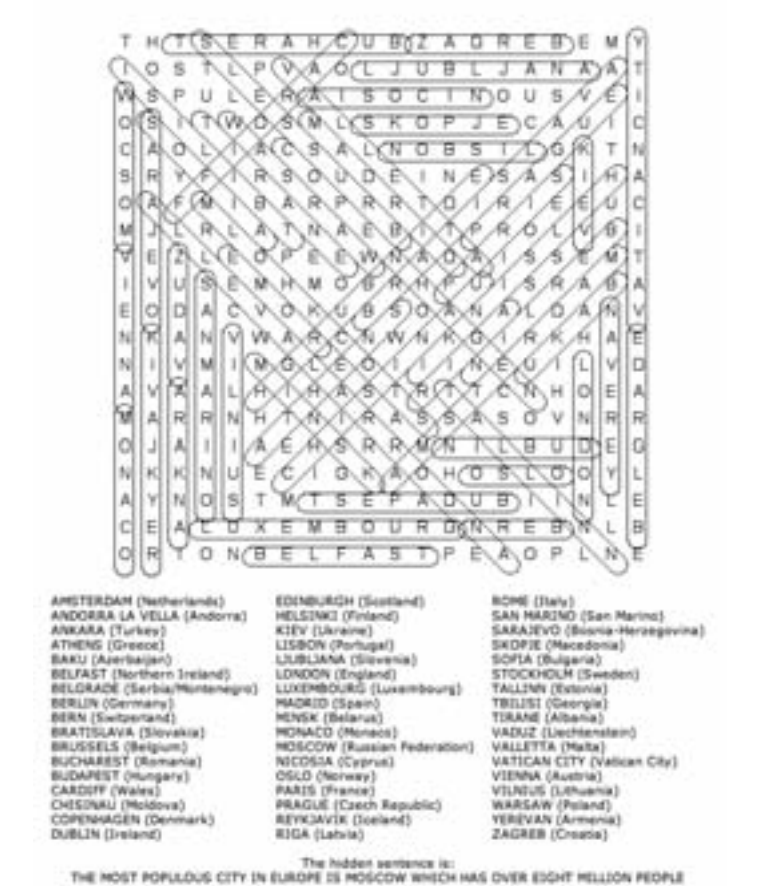 T H T S E R A H C U B Z A G R E B E M Y
I O S T L P V A O L J U B L J A N A A T
W S P U L E R A I S O C I N O U S V E I
O S I T W O S M L S K O P J E C A U I C
C A O L I A C S A L N O B S I L G K T N
S R Y F I R S O U D E I N E S A S I H A
O A F M I B A R P R R T O I R I E E U C
M J L R L A T N A E B I T P R O L V B I
V E Z L E O P E E W N A O A I S S E M T
I V U S E M H M O B R H P U I S R A B A
E O D A C V O K U B S O A N A L O A N V
N K A N V W A R C N W N K G I R K H A E
N I V M I M G L E O I I I N E U I L V D
A V A A L H I H A S T R T T C N H O E A
M A R R N H T N I R A S S A S O V N R R
O J A I I A E H S R R M N I L B U D E G
N K K N U E C I G K A O H O S L O O Y L
A Y N O S T M T S E P A D U B I I N L E
C E A L U X E M B O U R G N R E B N L B
O R T O N B E L F A S T P E A O P L N E
AMSTERDAM (Netherlands)
ANDORRA LA VELLA (Andorra)
ANKARA (Turkey)
ATHENS (Greece)
BAKU (Azerbaijan)
BELFAST (Northern Ireland)
BELGRADE (Serbia/Montenegro)
BERLIN (Germany)
BERN (Switzerland)
BRATISLAVA (Slovakia)
BRUSSELS (Belgium)
BUCHAREST (Romania)
BUDAPEST (Hungary)
CARDIFF (Wales)
CHISINAU (Moldova)
COPENHAGEN (Denmark)
DUBLIN (Ireland)
EDINBURGH (Scotland)
HELSINKI (Finland)
KIEV (Ukraine)
LISBON (Portugal)
LJUBLJANA (Slovenia)
LONDON (England)
LUXEMBOURG (Luxembourg)
MADRID (Spain)
MINSK (Belarus)
MONACO (Monaco)
MOSCOW (Russian Federation)
NICOSIA (Cyprus)
OSLO (Norway)
PARIS (France)
PRAGUE (Czech Republic)
REYKJAVIK (Iceland)
RIGA (Latvia)
ROME (Italy)
SAN MARINO (San Marino)
SARAJEVO (Bosnia-Herzegovina)
SKOPJE (Macedonia)
SOFIA (Bulgaria)
STOCKHOLM (Sweden)
TALLINN (Estonia)
TBILISI (Georgia)
TIRANE (Albania)
VADUZ (Liechtenstein)
VALLETTA (Malta)
VATICAN CITY (Vatican City)
VIENNA (Austria)
VILNIUS (Lithuania)
WARSAW (Poland)
YEREVAN (Armenia)
ZAGREB (Croatia)
The hidden sentence is:
THE MOST POPULOUS CITY IN EUROPE IS MOSCOW WHICH HAS OVER EIGHT MILLION PEOPLE